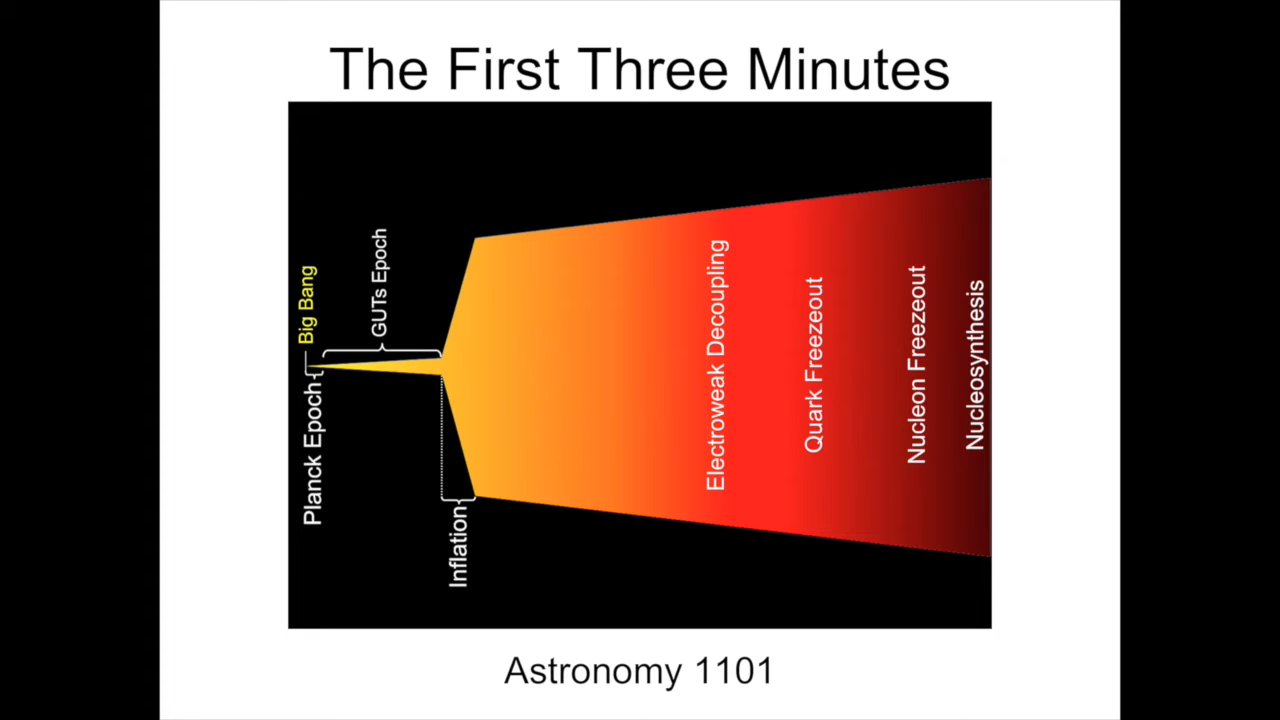 The First Three Minutes
Big Bang
Planck Epoch
GUTs Epoch
Inflation
Electroweak Decoupling
Quark Freezeout
Nucleon Freezeout
Nucleosynthesis
Astronomy 1101